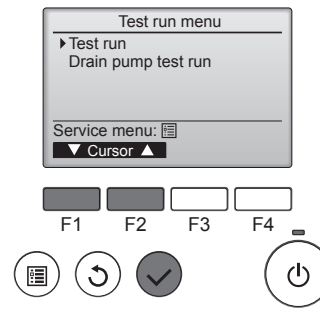 Test run menu
Test run
Drain pump test run
Service menu:
▼ Cursor ▲
F1 F2 F3 F4